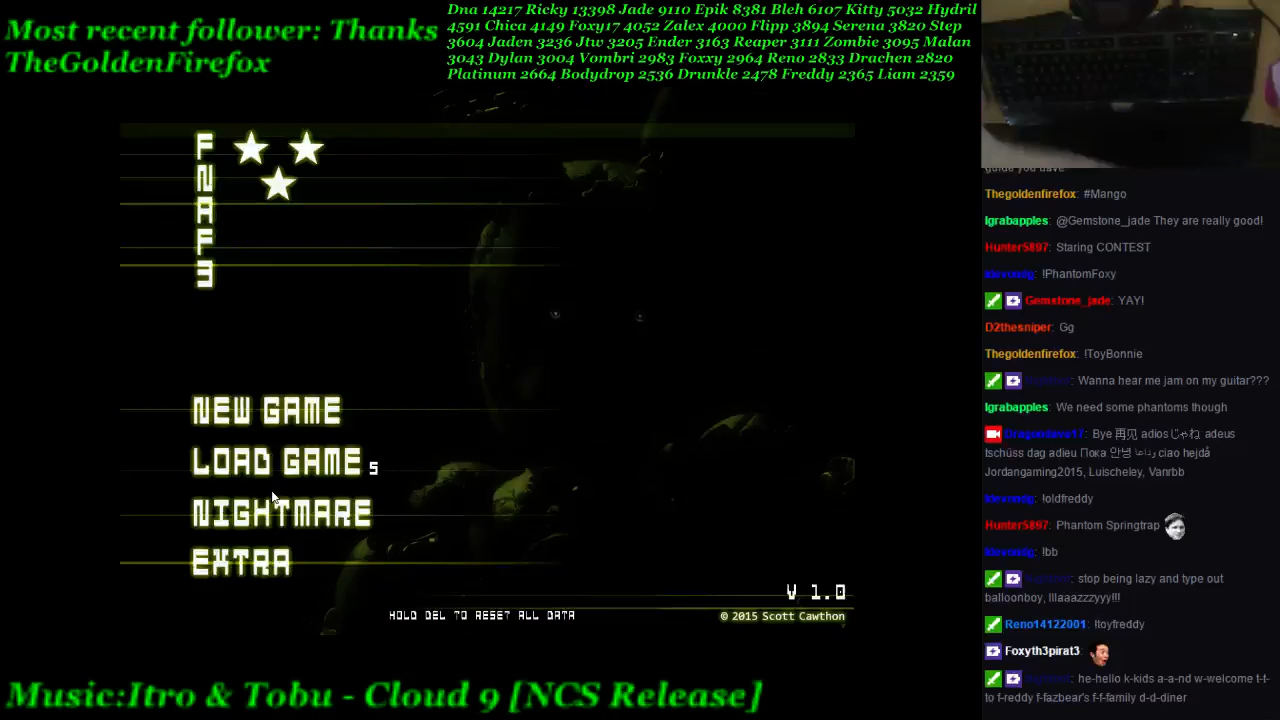 Most recent follower: Thanks
TheGoldenFirefox
Dna 14217 Ricky 13398 Jade 9110 Epik 8381 Bleh 6107 Kitty 5032 Hydril
4591 Chica 4149 Foxy17 4052 Zalex 4000 Flipp 3894 Serena 3820 Step
3604 Jaden 3236 Jtw 3205 Ender 3163 Reaper 3111 Zombie 3095 Malan
3043 Dylan 3004 Vombri 2983 Foxxy 2964 Reno 2833 Drachen 2820
Platinum 2664 Bodydrop 2536 Drunkle 2478 Freddy 2365 Liam 2359
FNAF3
NEW GAME
LOAD GAME 5
NIGHTMARE
EXTRA
V 1.0
HOLD DEL TO RESET ALL DATA
© 2015 Scott Cawthon
Music:Itro & Tobu - Cloud 9 [NCS Release]
guide you have
Thegoldenfirefox: #Mango
Igrabapples: @Gemstone_jade They are really good!
Hunter5897: Staring CONTEST
: !PhantomFoxy
Gemstone_jade: YAY!
D2thesniper: Gg
Thegoldenfirefox: !ToyBonnie
: Wanna hear me jam on my guitar???
Igrabapples: We need some phantoms though
: Bye 再见 adios じゃね adeus
tschüss dag adieu Пока 안녕 وداعا ciao hejdå
Jordangaming2015, Luischeley, Vanrbb
: !oldfreddy
Hunter5897: Phantom Springtrap
: !bb
: stop being lazy and type out
balloonboy, lllaaazzzyyy!!!
Reno14122001: !toyfreddy
Foxyth3pirat3
: he-hello k-kids a-a-nd w-welcome t-t-
to f-reddy f-fazbear's f-f-family d-d-diner